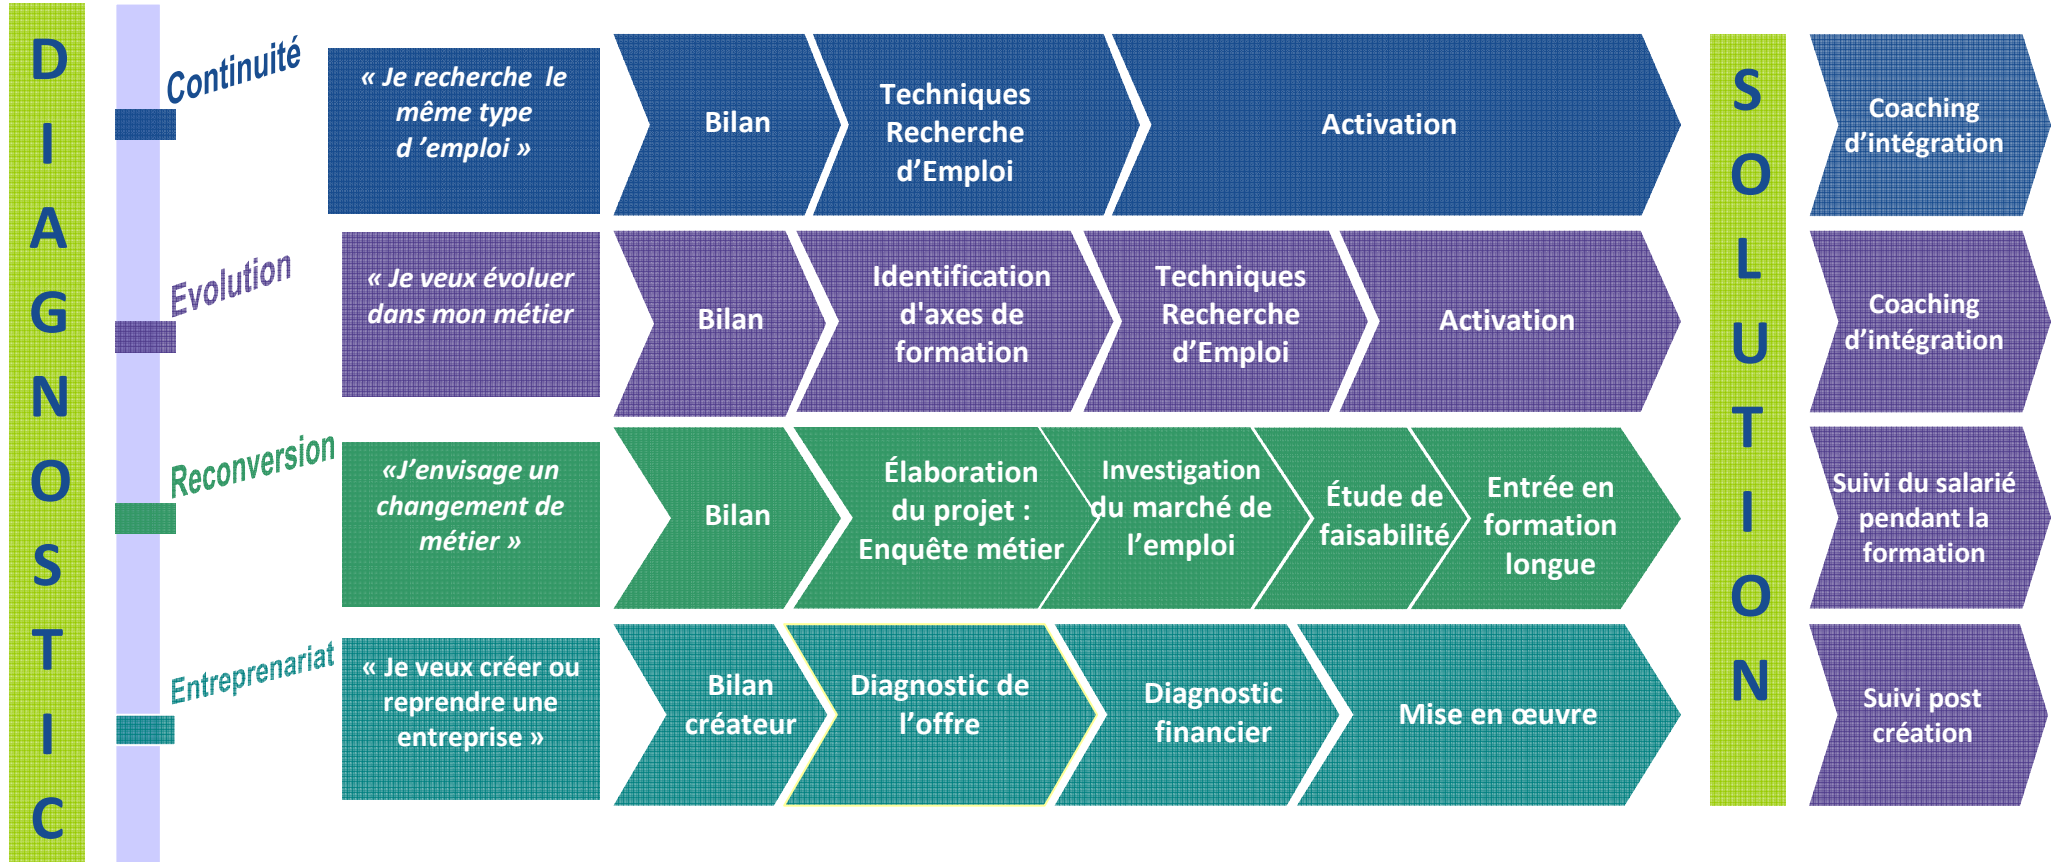 DIAGNOSTIC
Continuité
« Je recherche le
même type
d ’emploi »
Bilan
Techniques
Recherche
d’Emploi
Activation
Coaching
d’intégration
Evolution
« Je veux évoluer
dans mon métier
Bilan
Identification
d'axes de
formation
Techniques
Recherche
d’Emploi
Activation
Coaching
d’intégration
Reconversion
«J’envisage un
changement de
métier »
Bilan
Élaboration
du projet :
Enquête métier
Investigation
du marché de
l’emploi
Étude de
faisabilité
Entrée en
formation
longue
Suivi du salarié
pendant la
formation
Entreprenariat
« Je veux créer ou
reprendre une
entreprise »
Bilan
créateur
Diagnostic de
l’offre
Diagnostic
financier
Mise en œuvre
Suivi post
création
SOLUTION